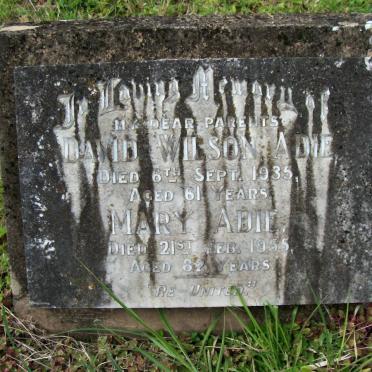 In Loving Memory
OF
MY DEAR PARENTS
DAVID WILSON ADIE,
DIED 6TH SEPT. 1935,
AGED 61 YEARS.
MARY ADIE,
DIED 21ST FEB. 1955,
AGED 82 YEARS
"RE-UNITED"